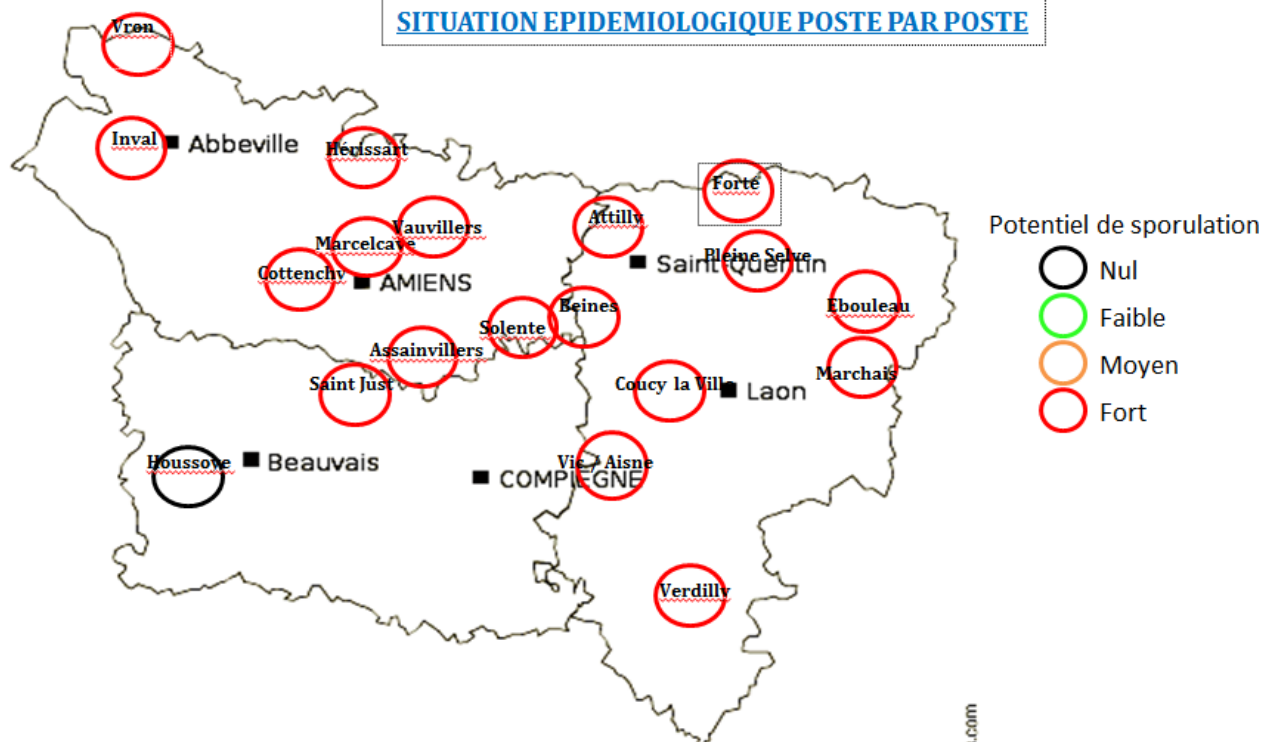 SITUATION EPIDEMIOLOGIQUE POSTE PAR POSTE
Vron
Inval
Abbeville
Hérissart
Forté
Vauvillers
Attilly
Marcelcave
Pleine Selve
Saint Quentin
Cottenchy
AMIENS
Ebouleau
Beines
Solente
Assainvillers
Marchais
Saint Just
Coucy la Ville
Laon
Houssoye
Beauvais
Vic / Aisne
COMPIEGNE
Verdilly
Potentiel de sporulation
Nul
Faible
Moyen
Fort
.com